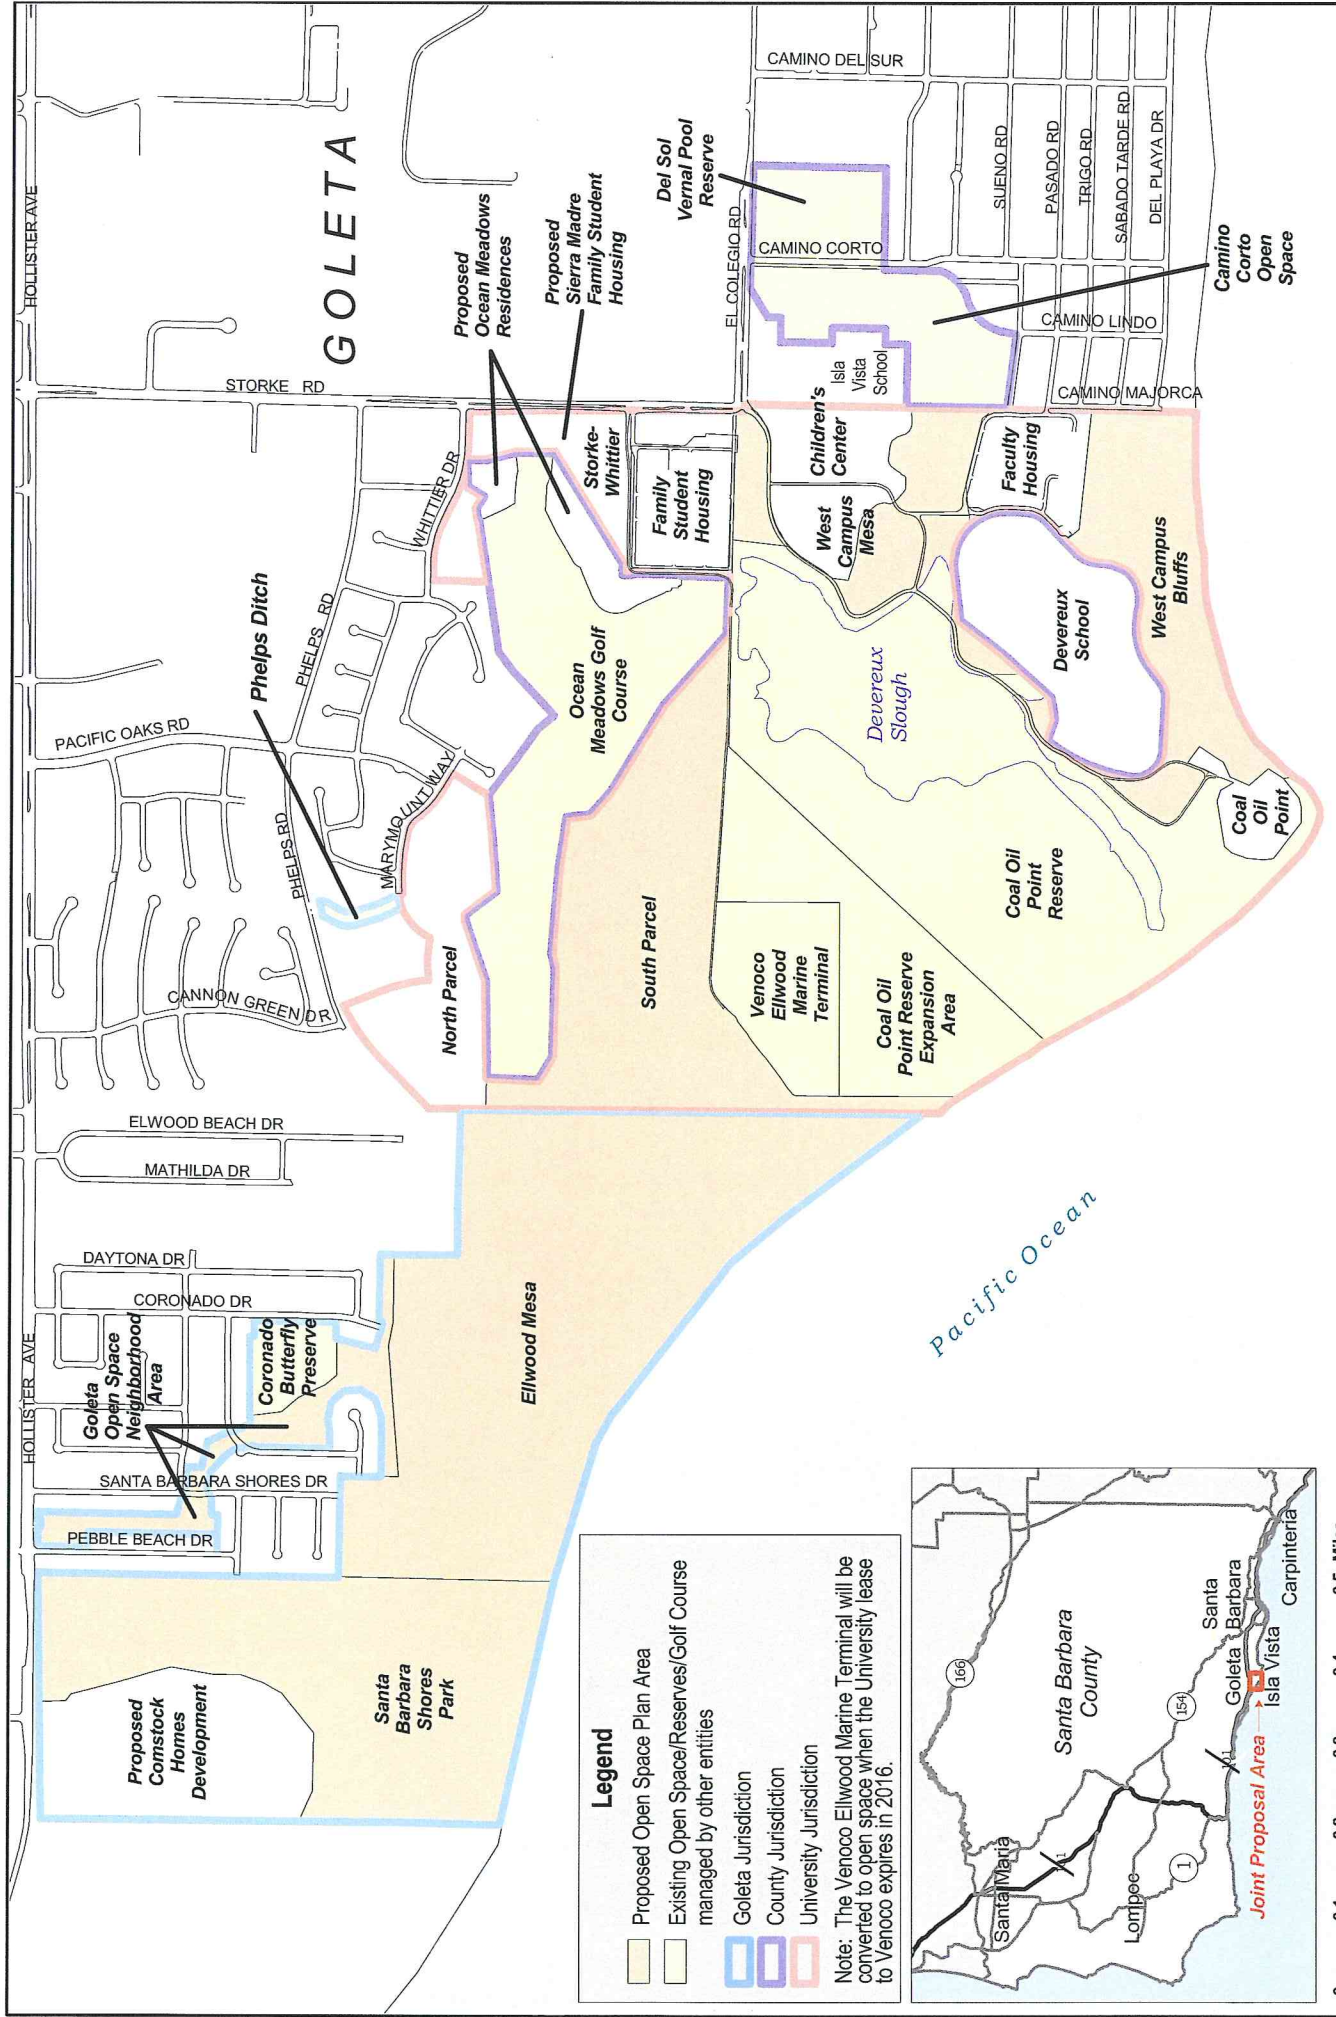 HOLLISTER AVE
HOLLISTER AVE
PEBBLE BEACH DR
SANTA BARBARA SHORES DR
Goleta
Open Space
Neighborhood
Area
Coronado
Butterfly
Preserve
CORONADO DR
DAYTONA DR
MATHILDA DR
ELWOOD BEACH DR
CANNON GREEN DR
PHELPS RD
PHELPS RD
PACIFIC OAKS RD
MARYMOUNT WAY
WHITTIER DR
STORKE RD
GOLETA
Phelps Ditch
Proposed
Comstock
Homes
Development
Santa
Barbara
Shores
Park
Ellwood Mesa
North Parcel
South Parcel
Ocean
Meadows Golf
Course
Proposed
Ocean Meadows
Residences
Proposed
Sierra Madre
Family Student
Housing
Storke-
Whittier
Family
Student
Housing
Del Sol
Vernal Pool
Reserve
EL COLEGIO RD
CAMINO DEL SUR
CAMINO CORTO
CAMINO LINDO
CAMINO MAJORCA
SUENO RD
PASADO RD
TRIGO RD
SABADO TARDE RD
DEL PLAYA DR
Camino
Corto
Open
Space
Isla
Vista
School
Children's
Center
West
Campus
Mesa
Faculty
Housing
Devereux
School
West Campus
Bluffs
Devereux
Slough
Coal
Oil
Point
Coal Oil
Point
Reserve
Venoco
Ellwood
Marine
Terminal
Coal Oil
Point Reserve
Expansion
Area
Pacific Ocean
Legend
Proposed Open Space Plan Area
Existing Open Space/Reserves/Golf Course
managed by other entities
Goleta Jurisdiction
County Jurisdiction
University Jurisdiction
Note: The Venoco Ellwood Marine Terminal will be
converted to open space when the University lease
to Venoco expires in 2016.
Santa Maria
Lompoc
Santa Barbara
County
166
154
101
101
1
Goleta
Santa
Barbara
Isla Vista
Carpinteria
Joint Proposal Area